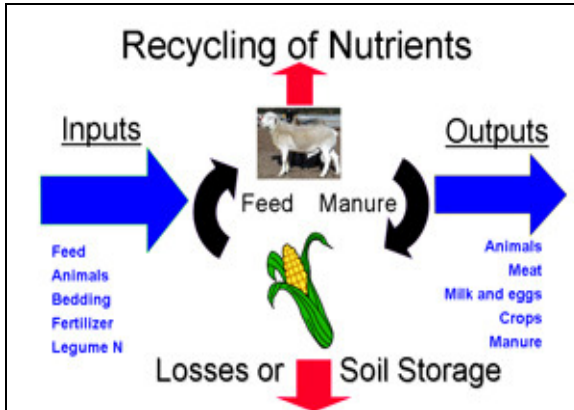 Recycling of Nutrients
Inputs
Outputs
Feed Manure
Feed
Animals
Bedding
Fertilizer
Legume N
Animals
Meat
Milk and eggs
Crops
Manure
Losses or Soil Storage